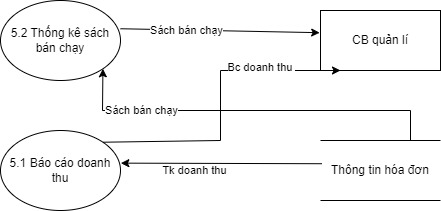 5.2 Thống kê sách
bán chạy
Sách bán chạy
CB quản lí
Bc doanh thu
Sách bán chạy
5.1 Báo cáo doanh
thu
Tk doanh thu
Thông tin hóa đơn